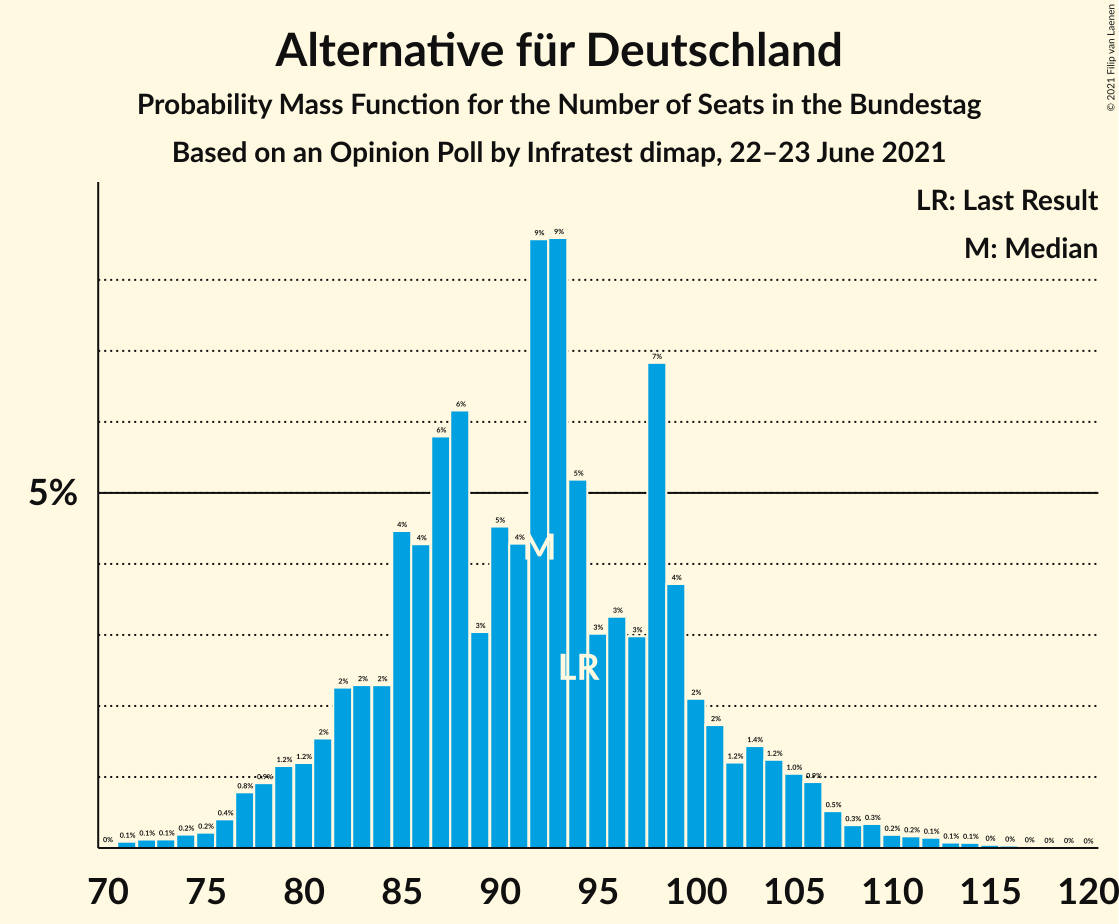 Alternative für Deutschland
Probability Mass Function for the Number of Seats in the Bundestag
Based on an Opinion Poll by Infratest dimap, 22–23 June 2021
© 2021 Filip van Laenen
LR: Last Result
M: Median
5%
0% 0.1% 0.1% 0.1% 0.2% 0.2% 0.4% 0.8% 0.9% 1.2% 1.2% 2% 2% 2% 2% 4% 4% 6% 6% 3% 5% 4% 9% 9% 5% 3% 3% 3% 7% 4% 2% 2% 1.2% 1.4% 1.2% 1.0% 0.9% 0.5% 0.3% 0.3% 0.2% 0.2% 0.1% 0.1% 0.1% 0% 0% 0% 0% 0% 0%
M
LR
70 75 80 85 90 95 100 105 110 115 120